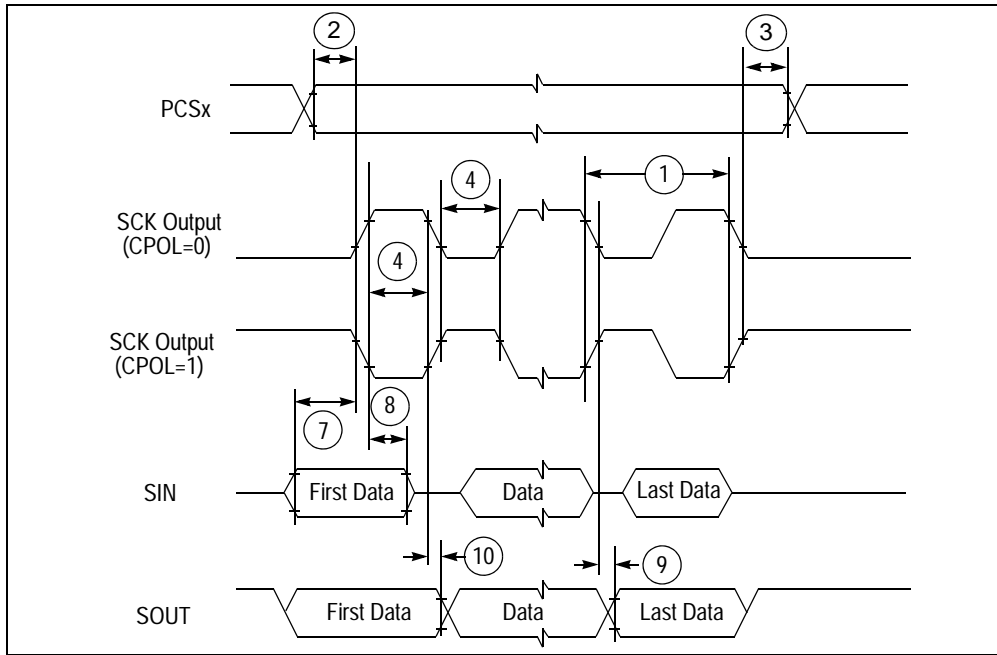 2
3
PCSx
4
1
SCK Output
(CPOL=0)
4
SCK Output
(CPOL=1)
7
8
SIN
First Data
Data
Last Data
10
9
SOUT
First Data
Data
Last Data